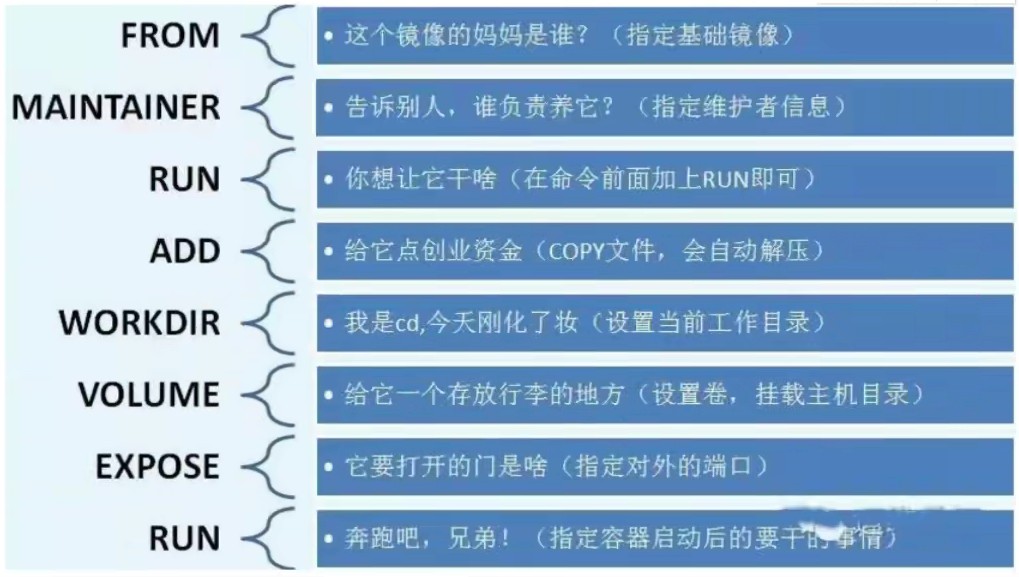 FROM
• 这个镜像的妈妈是谁？（指定基础镜像）
MAINTAINER
• 告诉别人，谁负责养它？（指定维护者信息）
RUN
• 你想让它干啥（在命令前面加上RUN即可）
ADD
• 给它点创业资金（COPY文件，会自动解压）
WORKDIR
• 我是cd,今天刚化了妆（设置当前工作目录）
VOLUME
• 给它一个存放行李的地方（设置卷，挂载主机目录）
EXPOSE
• 它要打开的门是啥（指定对外的端口）
RUN
• 奔跑吧，兄弟！（指定容器启动后的要干的事情）